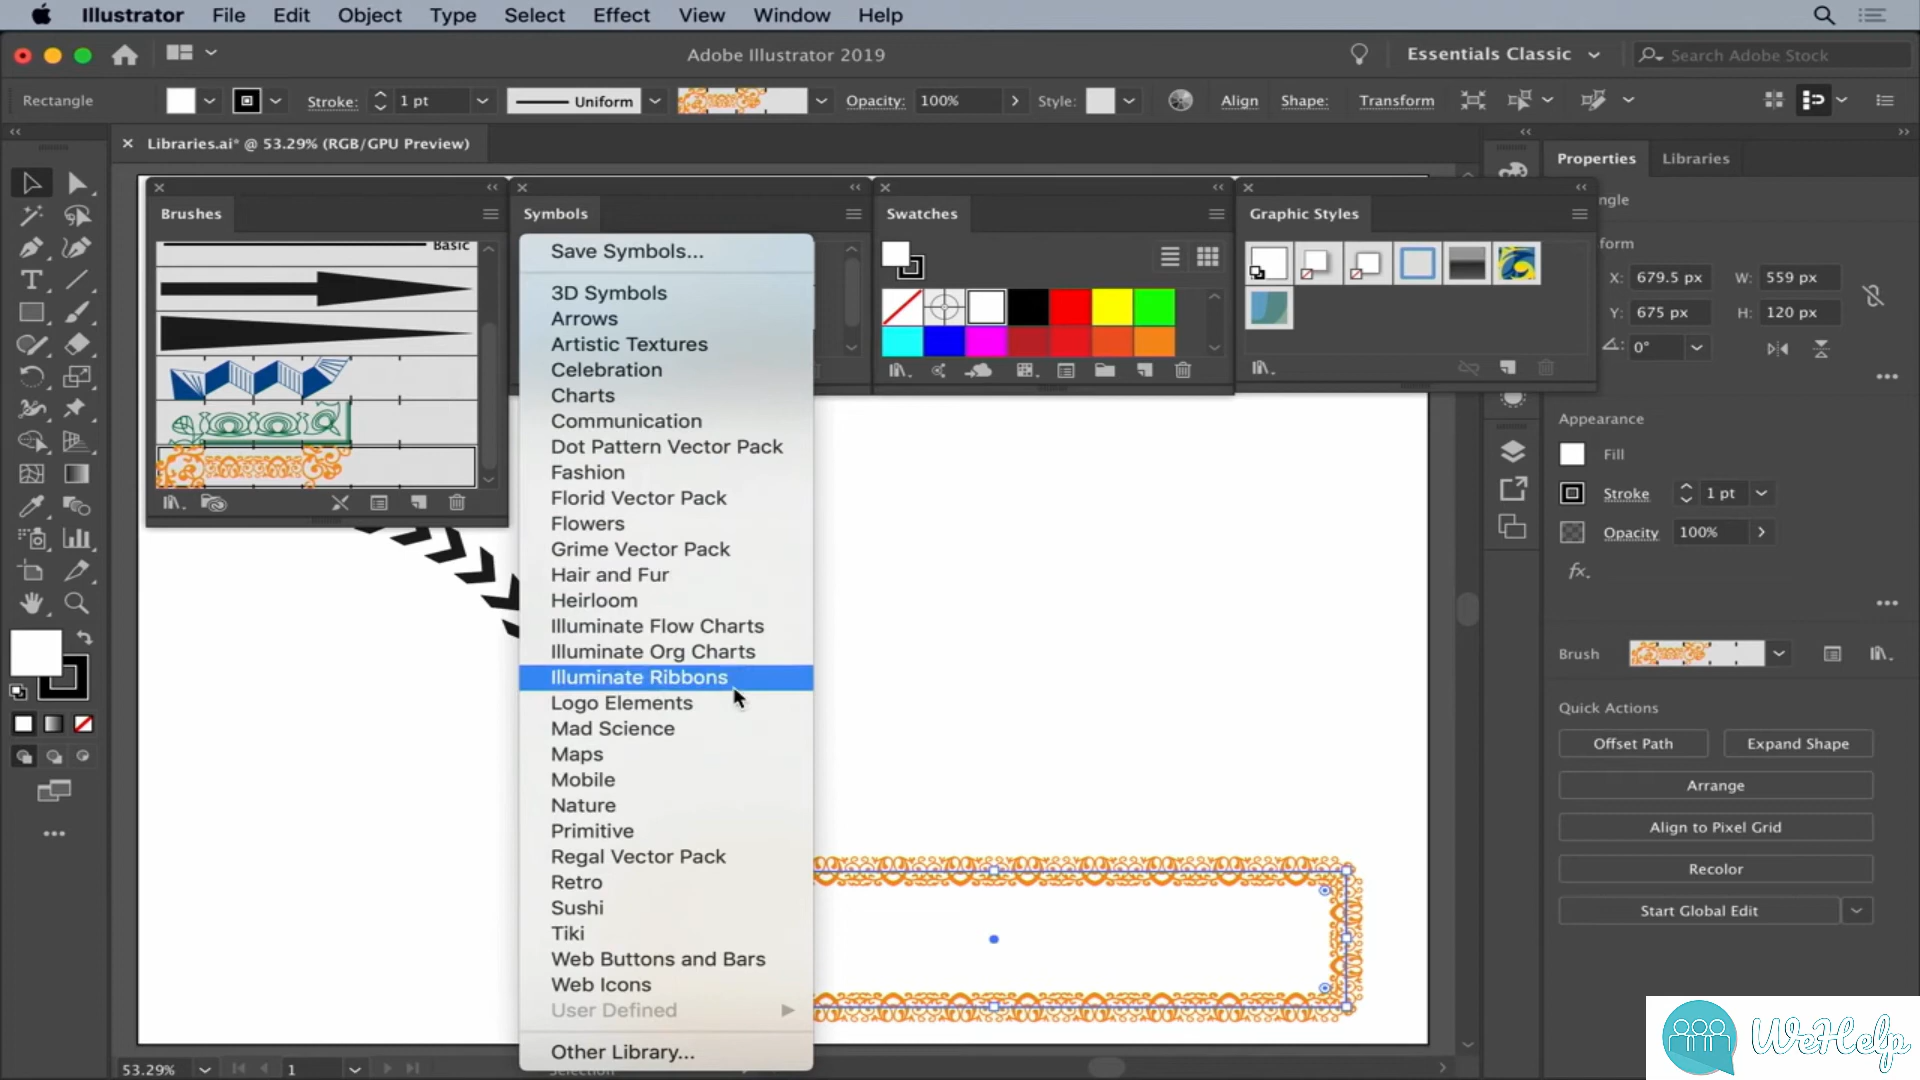 Illustrator File Edit Object Type Select Effect View Window Help
Adobe Illustrator 2019
Essentials Classic
Search Adobe Stock
Rectangle
Stroke: 1 pt
Uniform
Opacity: 100%
Style:
Align
Shape:
Transform
Libraries.ai* @ 53.29% (RGB/GPU Preview)
Brushes
Basic
Symbols
Save Symbols...
3D Symbols
Arrows
Artistic Textures
Celebration
Charts
Communication
Dot Pattern Vector Pack
Fashion
Florid Vector Pack
Flowers
Grime Vector Pack
Hair and Fur
Heirloom
Illuminate Flow Charts
Illuminate Org Charts
Illuminate Ribbons
Logo Elements
Mad Science
Maps
Mobile
Nature
Primitive
Regal Vector Pack
Retro
Sushi
Tiki
Web Buttons and Bars
Web Icons
User Defined
Other Library...
Swatches
Graphic Styles
Properties
Libraries
ngle
form
X: 679.5 px W: 559 px
Y: 675 px H: 120 px
0°
Appearance
Fill
Stroke 1 pt
Opacity 100%
fx.
Brush
Quick Actions
Offset Path
Expand Shape
Arrange
Align to Pixel Grid
Recolor
Start Global Edit
53.29%
1
Selection
WeHelp